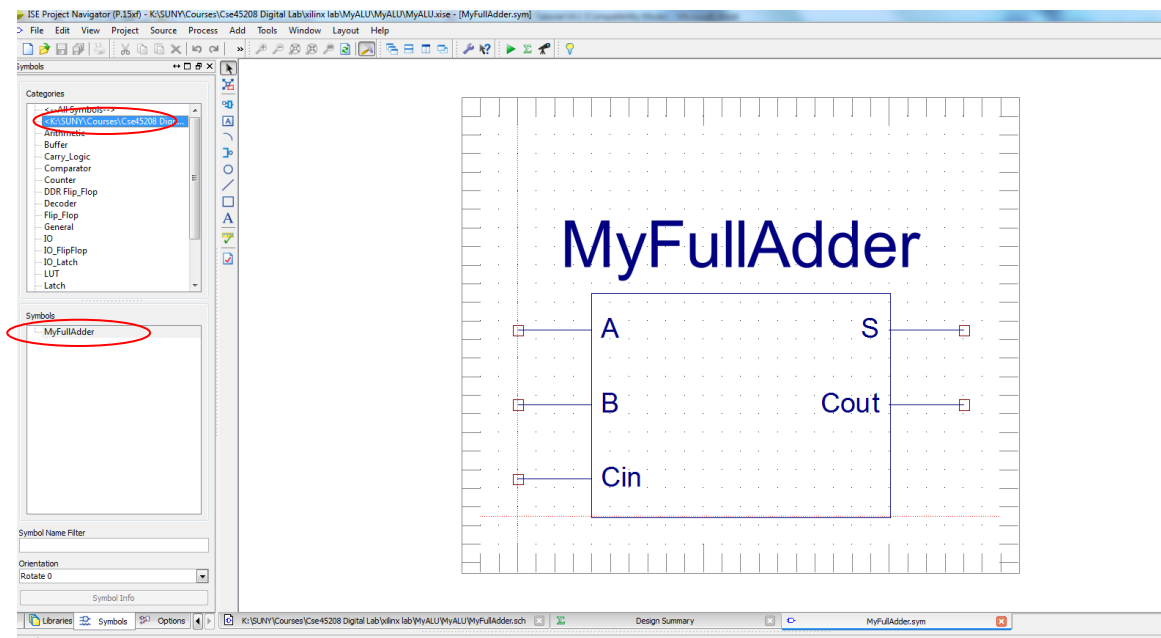 ISE Project Navigator (P.15xf) - K:\SUNY\Courses\Cse45208 Digital Lab\xilinx lab\MyALU\MyALU\MyALU.xise - [MyFullAdder.sym]
File Edit View Project Source Process Add Tools Window Layout Help
Symbols
Categories
<--All Symbols-->
<K:\SUNY\Courses\Cse45208 Digi...
Arithmetic
Buffer
Carry_Logic
Comparator
Counter
DDR Flip_Flop
Decoder
Flip_Flop
General
IO
IO_FlipFlop
IO_Latch
LUT
Latch
Symbols
MyFullAdder
Symbol Name Filter
Orientation
Rotate 0
Symbol Info
Libraries Symbols Options
MyFullAdder
A S
B Cout
Cin
K:\SUNY\Courses\Cse45208 Digital Lab\xilinx lab\MyALU\MyALU\MyFullAdder.sch Design Summary MyFullAdder.sym